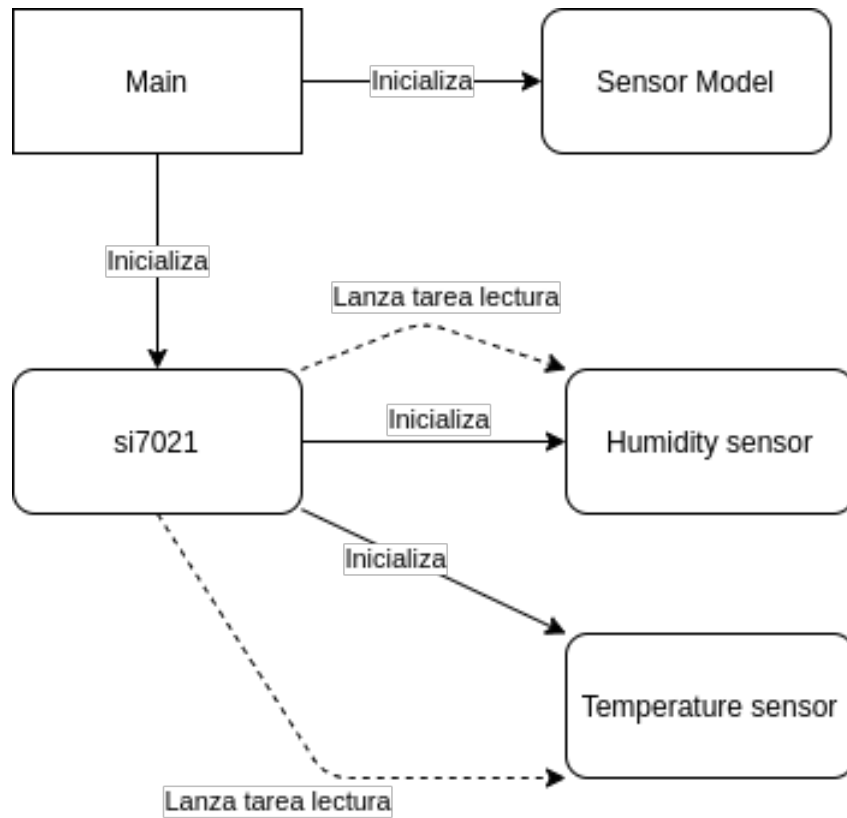 Main
Inicializa
Sensor Model
Inicializa
Lanza tarea lectura
si7021
Inicializa
Humidity sensor
Inicializa
Temperature sensor
Lanza tarea lectura